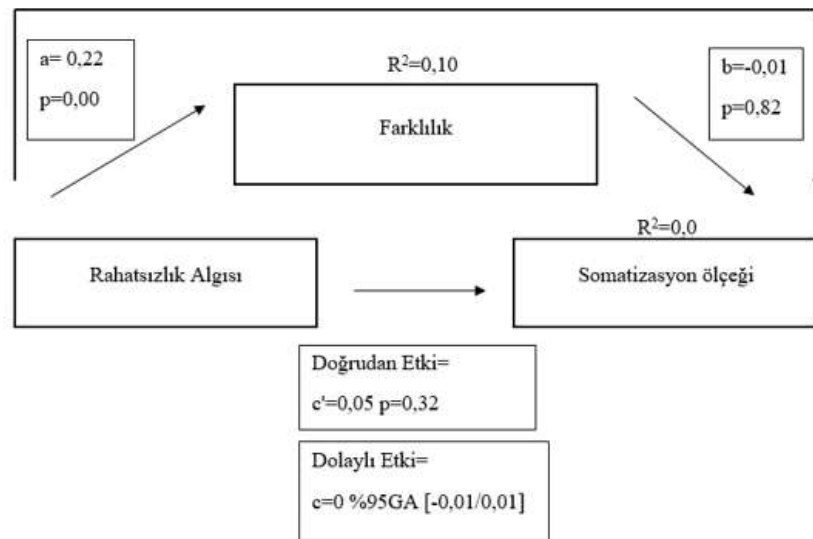 a= 0,22
p=0,00
R²=0,10
Farklılık
b=-0,01
p=0,82
R²=0,0
Rahatsızlık Algısı
Somatizasyon ölçeği
Doğrudan Etki=
c'=0,05 p=0,32
Dolaylı Etki=
c=0 %95GA [-0,01/0,01]